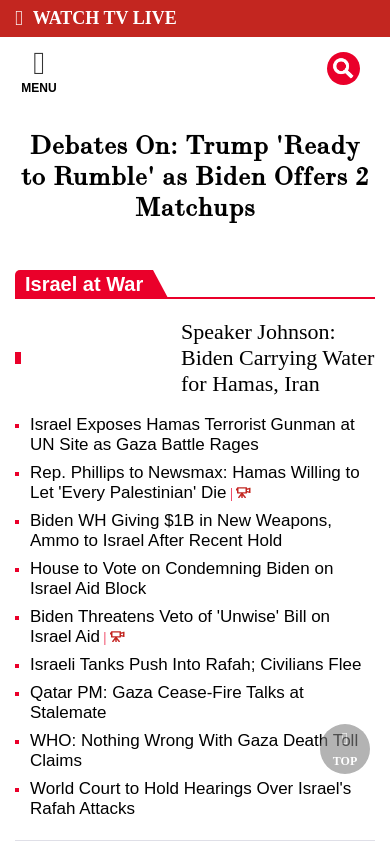 WATCH TV LIVE
MENU
Debates On: Trump 'Ready
to Rumble' as Biden Offers 2
Matchups
Israel at War
Speaker Johnson:
Biden Carrying Water
for Hamas, Iran
Israel Exposes Hamas Terrorist Gunman at
UN Site as Gaza Battle Rages
Rep. Phillips to Newsmax: Hamas Willing to
Let 'Every Palestinian' Die |
Biden WH Giving $1B in New Weapons,
Ammo to Israel After Recent Hold
House to Vote on Condemning Biden on
Israel Aid Block
Biden Threatens Veto of 'Unwise' Bill on
Israel Aid |
Israeli Tanks Push Into Rafah; Civilians Flee
Qatar PM: Gaza Cease-Fire Talks at
Stalemate
WHO: Nothing Wrong With Gaza Death Toll
Claims
TOP
World Court to Hold Hearings Over Israel's
Rafah Attacks